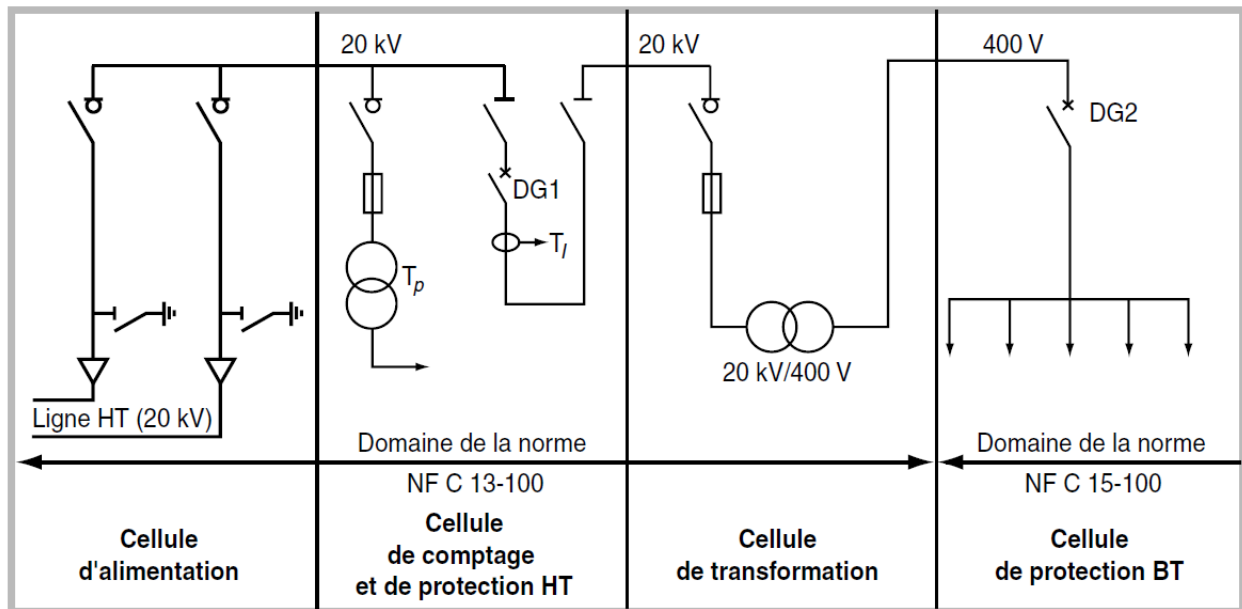 20 kV
20 kV
400 V
DG2
DG1
TI
Tp
20 kV/400 V
Ligne HT (20 kV)
Domaine de la norme
NF C 13-100
Domaine de la norme
NF C 15-100
Cellule
d'alimentation
Cellule
de comptage
et de protection HT
Cellule
de transformation
Cellule
de protection BT